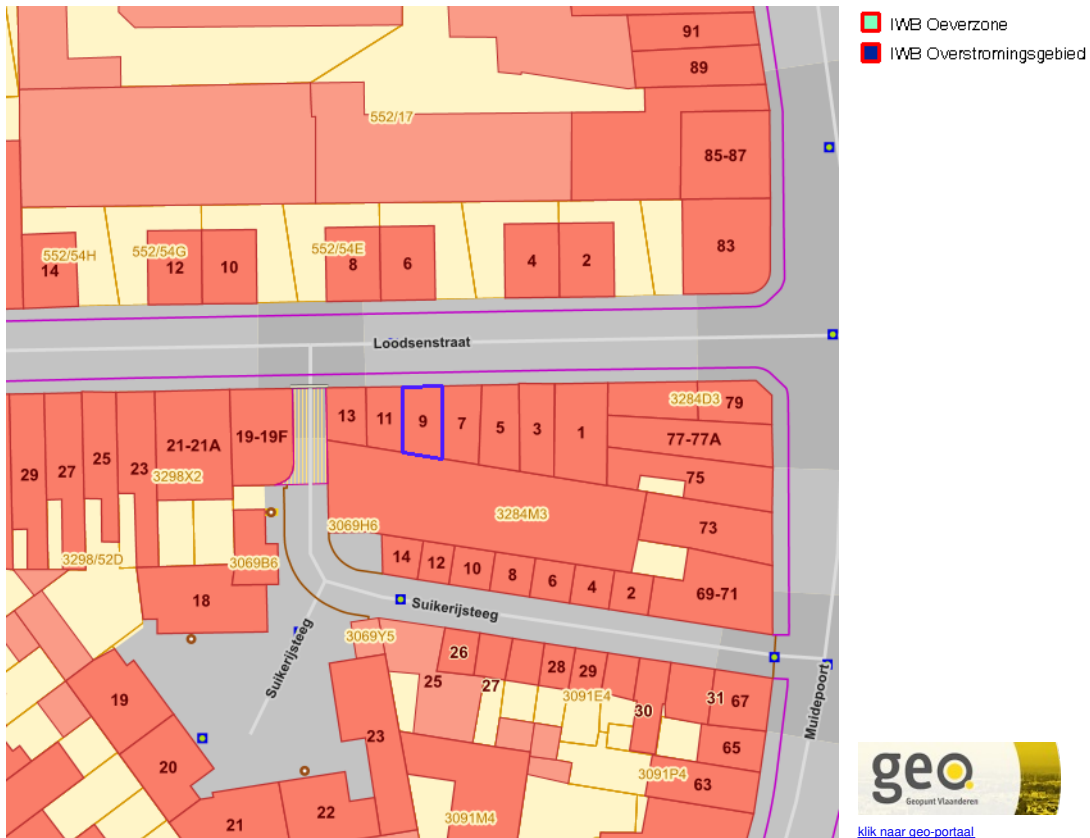 91
IWB Oeverzone
IWB Overstromingsgebied
89
552/17
85-87
83
552/54H
552/54G
552/54E
14
12
10
8
6
4
2
Loodsenstraat
3284D3
79
13
11
9
7
5
3
1
77-77A
19-19F
21-21A
23
25
27
29
3298X2
75
3284M3
73
3069H6
3298/52D
3069B6
14
12
10
8
6
4
2
69-71
18
Suikerijsteeg
Suikerijsteeg
3069Y5
26
25
27
28
29
3091E4
30
31
67
19
20
21
22
23
65
63
3091P4
3091M4
Muidepoort
geo
Geopunt Vlaanderen
klik naar geo-portaal